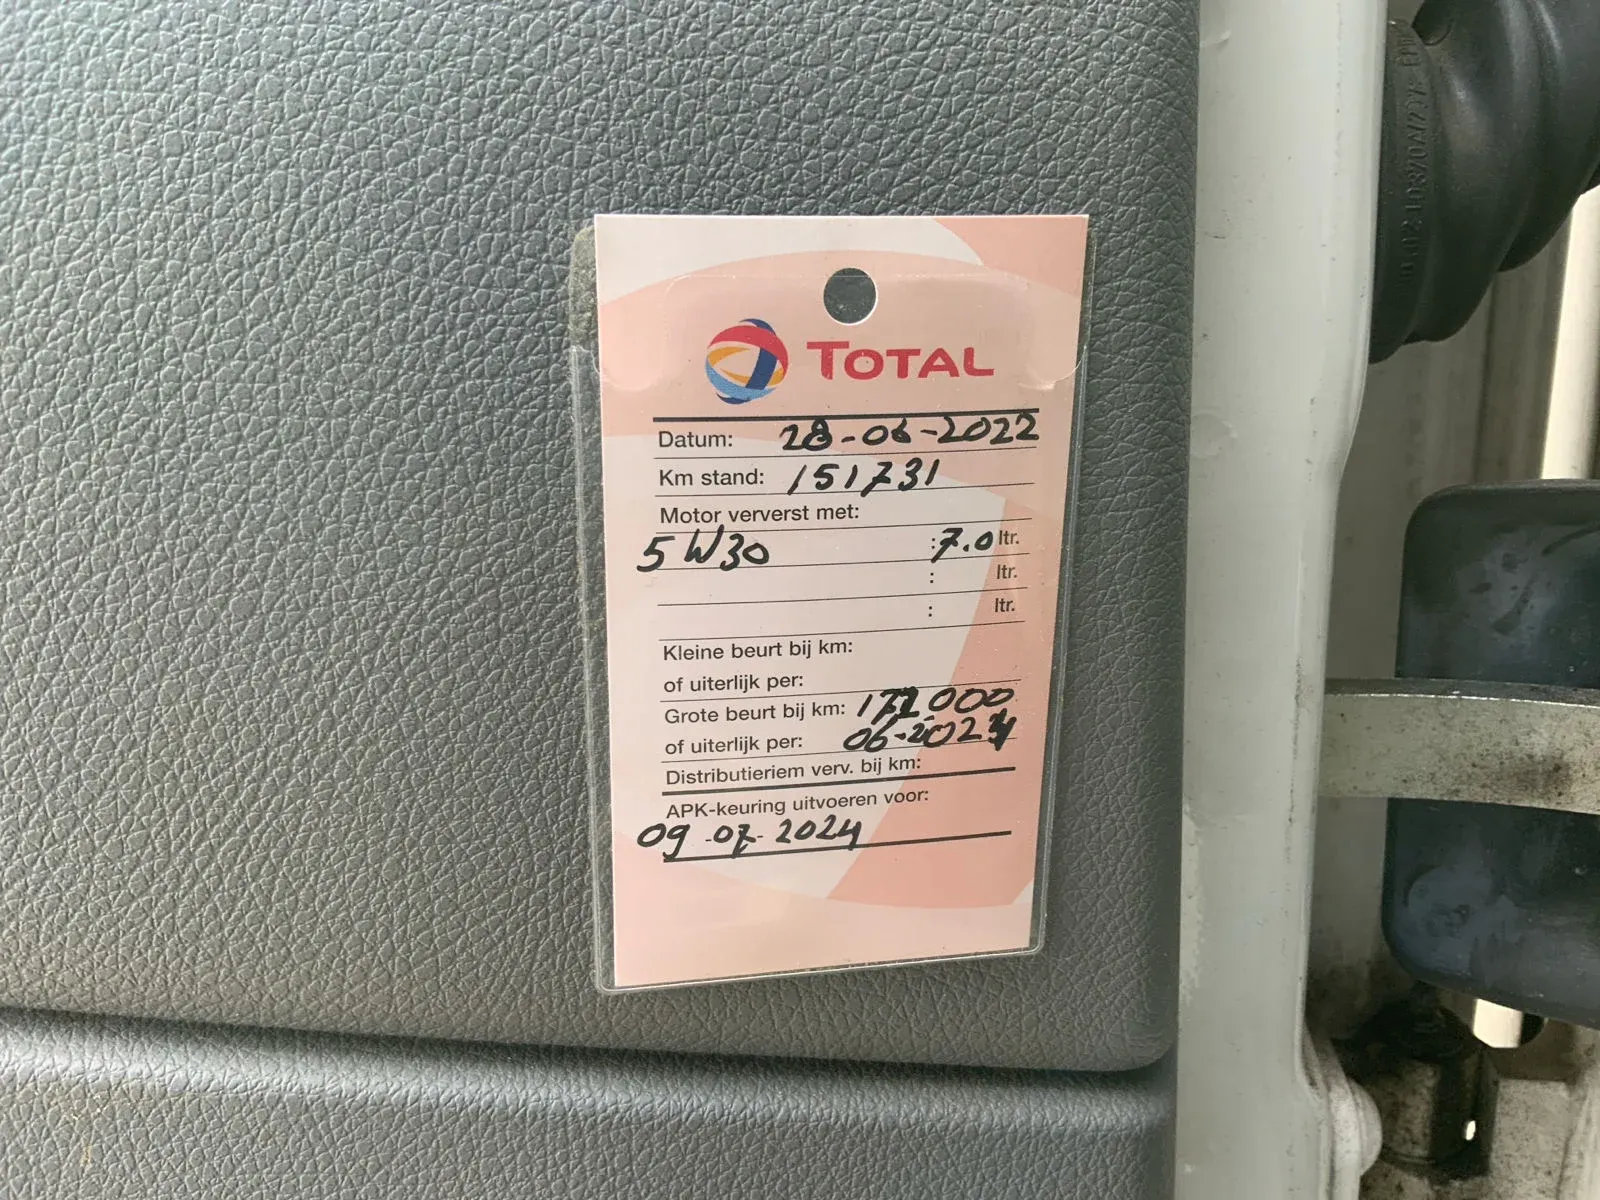 TOTAL
Datum: 28-06-2022
Km stand: 151731
Motor ververst met:
5W30 :7.0 ltr.
: ltr.
: ltr.
Kleine beurt bij km:
of uiterlijk per:
Grote beurt bij km: 172.000
of uiterlijk per: 06-2024
Distributieriem verv. bij km:
APK-keuring uitvoeren voor:
09-07-2024